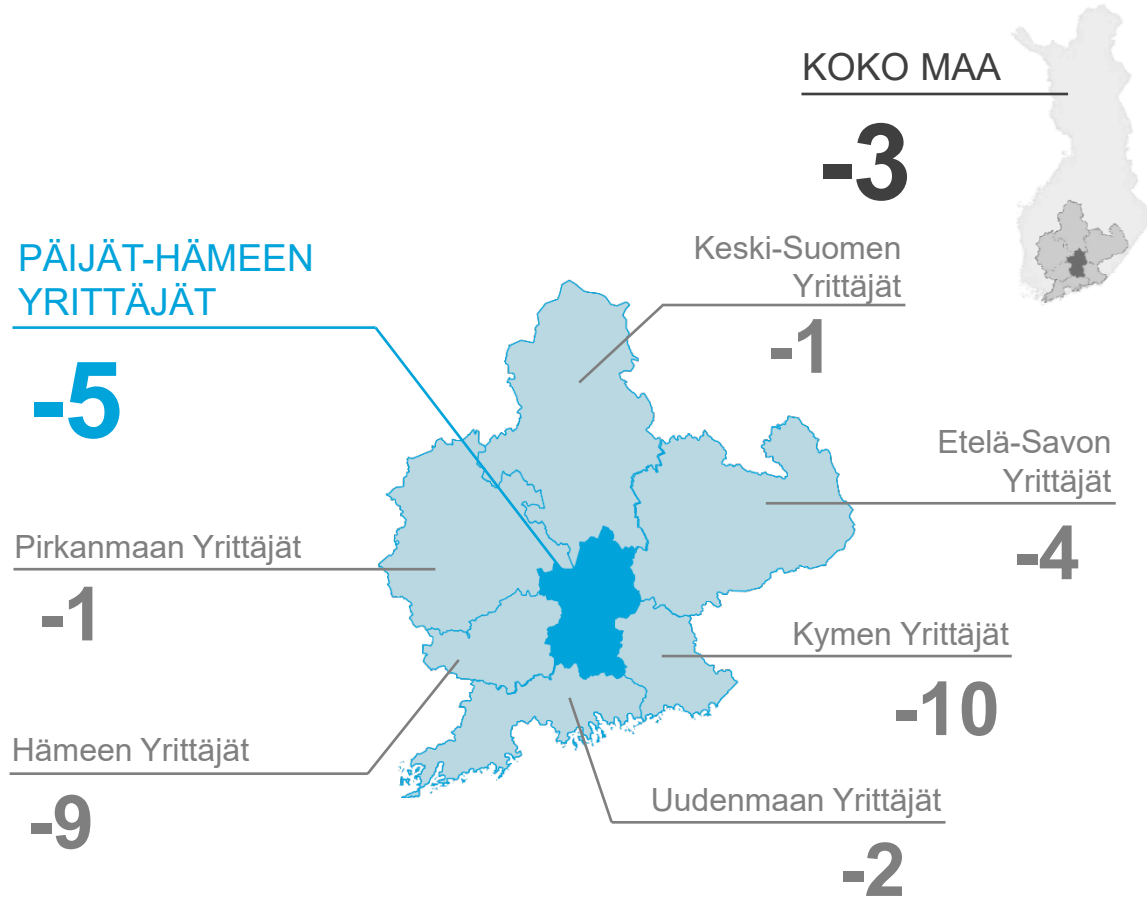 KOKO MAA
-3
PÄIJÄT-HÄMEEN
YRITTÄJÄT
-5
Keski-Suomen
Yrittäjät
-1
Etelä-Savon
Yrittäjät
-4
Pirkanmaan Yrittäjät
-1
Kymen Yrittäjät
-10
Hämeen Yrittäjät
-9
Uudenmaan Yrittäjät
-2